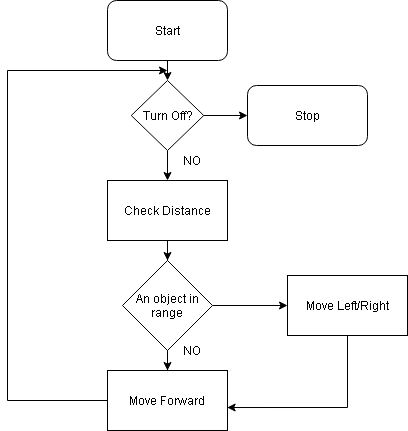 Start
Turn Off?
Stop
NO
Check Distance
An object in
range
Move Left/Right
NO
Move Forward